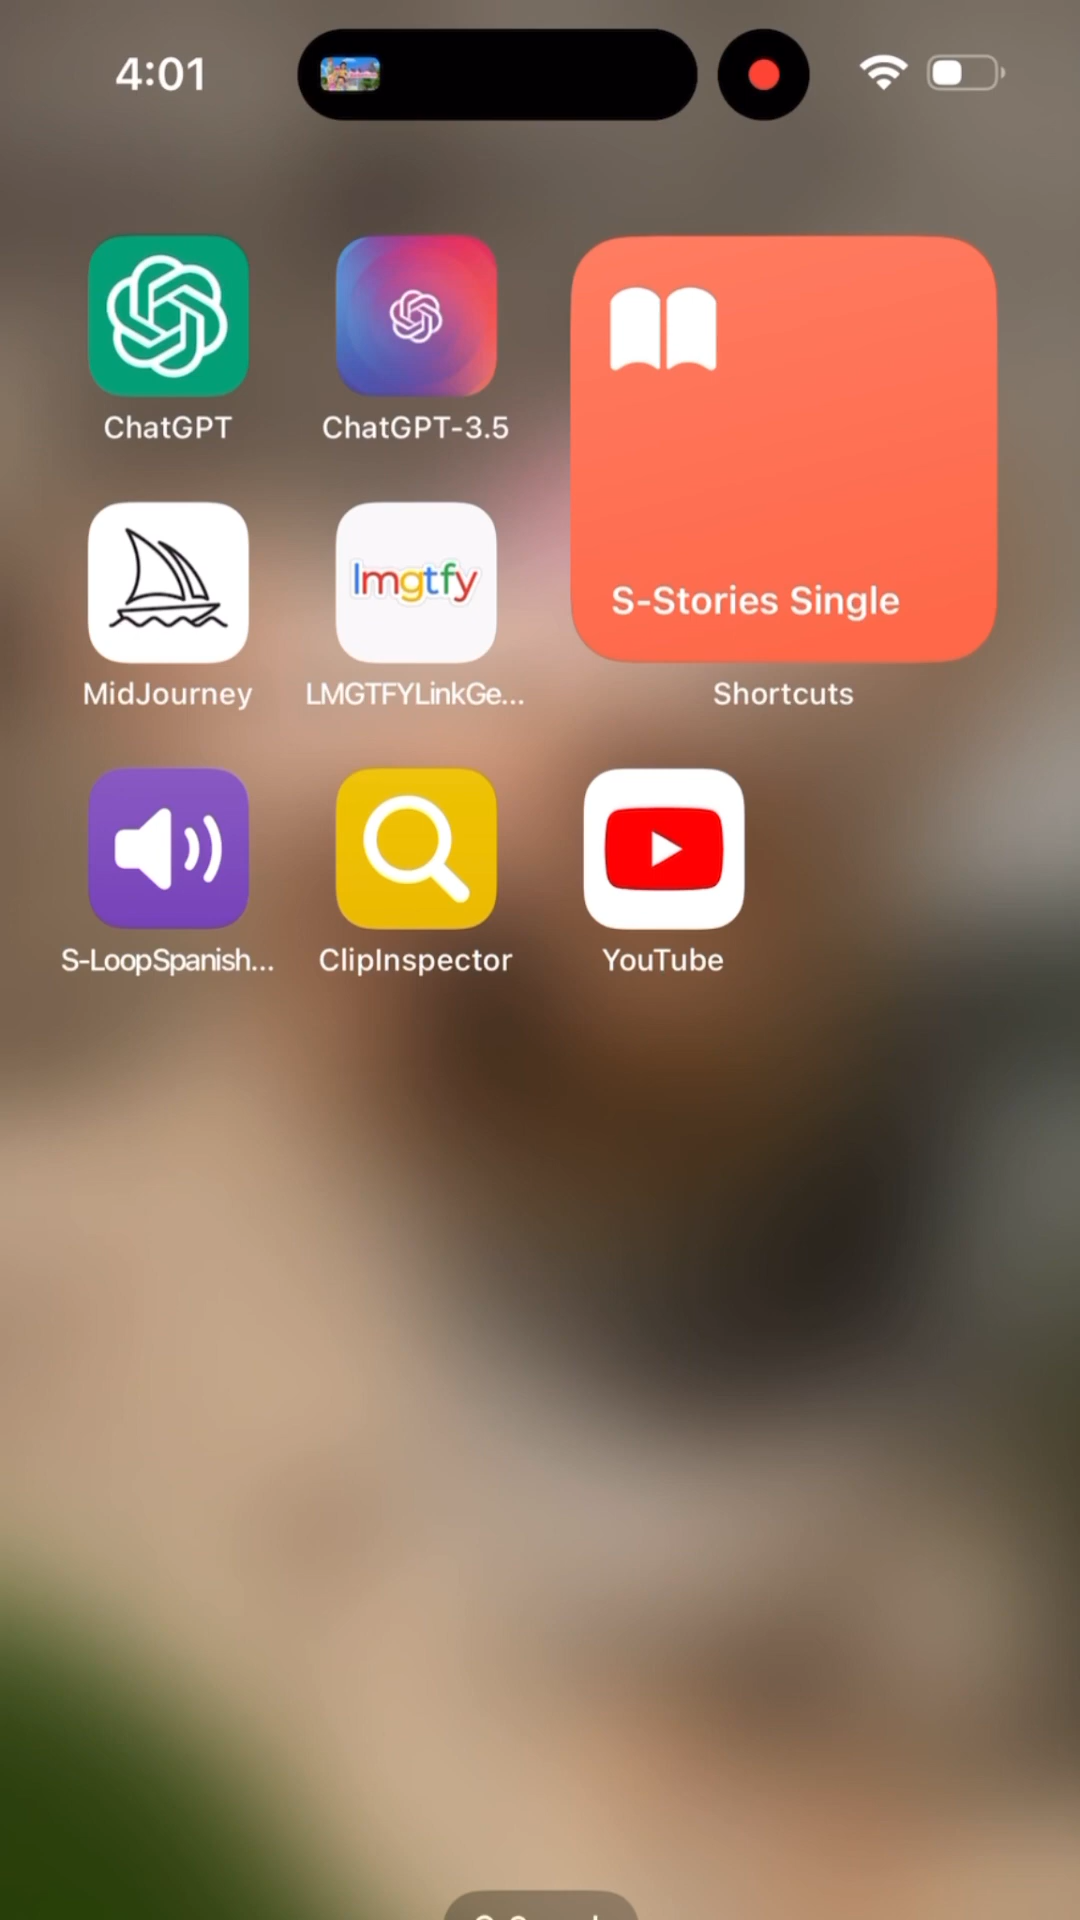 4:01
ChatGPT
ChatGPT-3.5
lmgtfy
S-Stories Single
MidJourney
LMGTFYLinkGe...
Shortcuts
S-LoopSpanish...
ClipInspector
YouTube